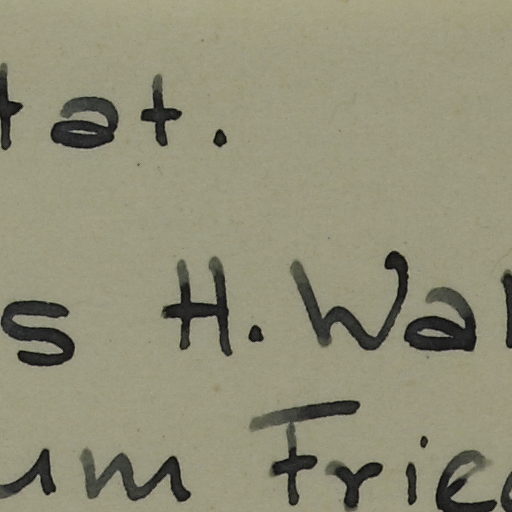 tat.
s H. Wal
um Frie